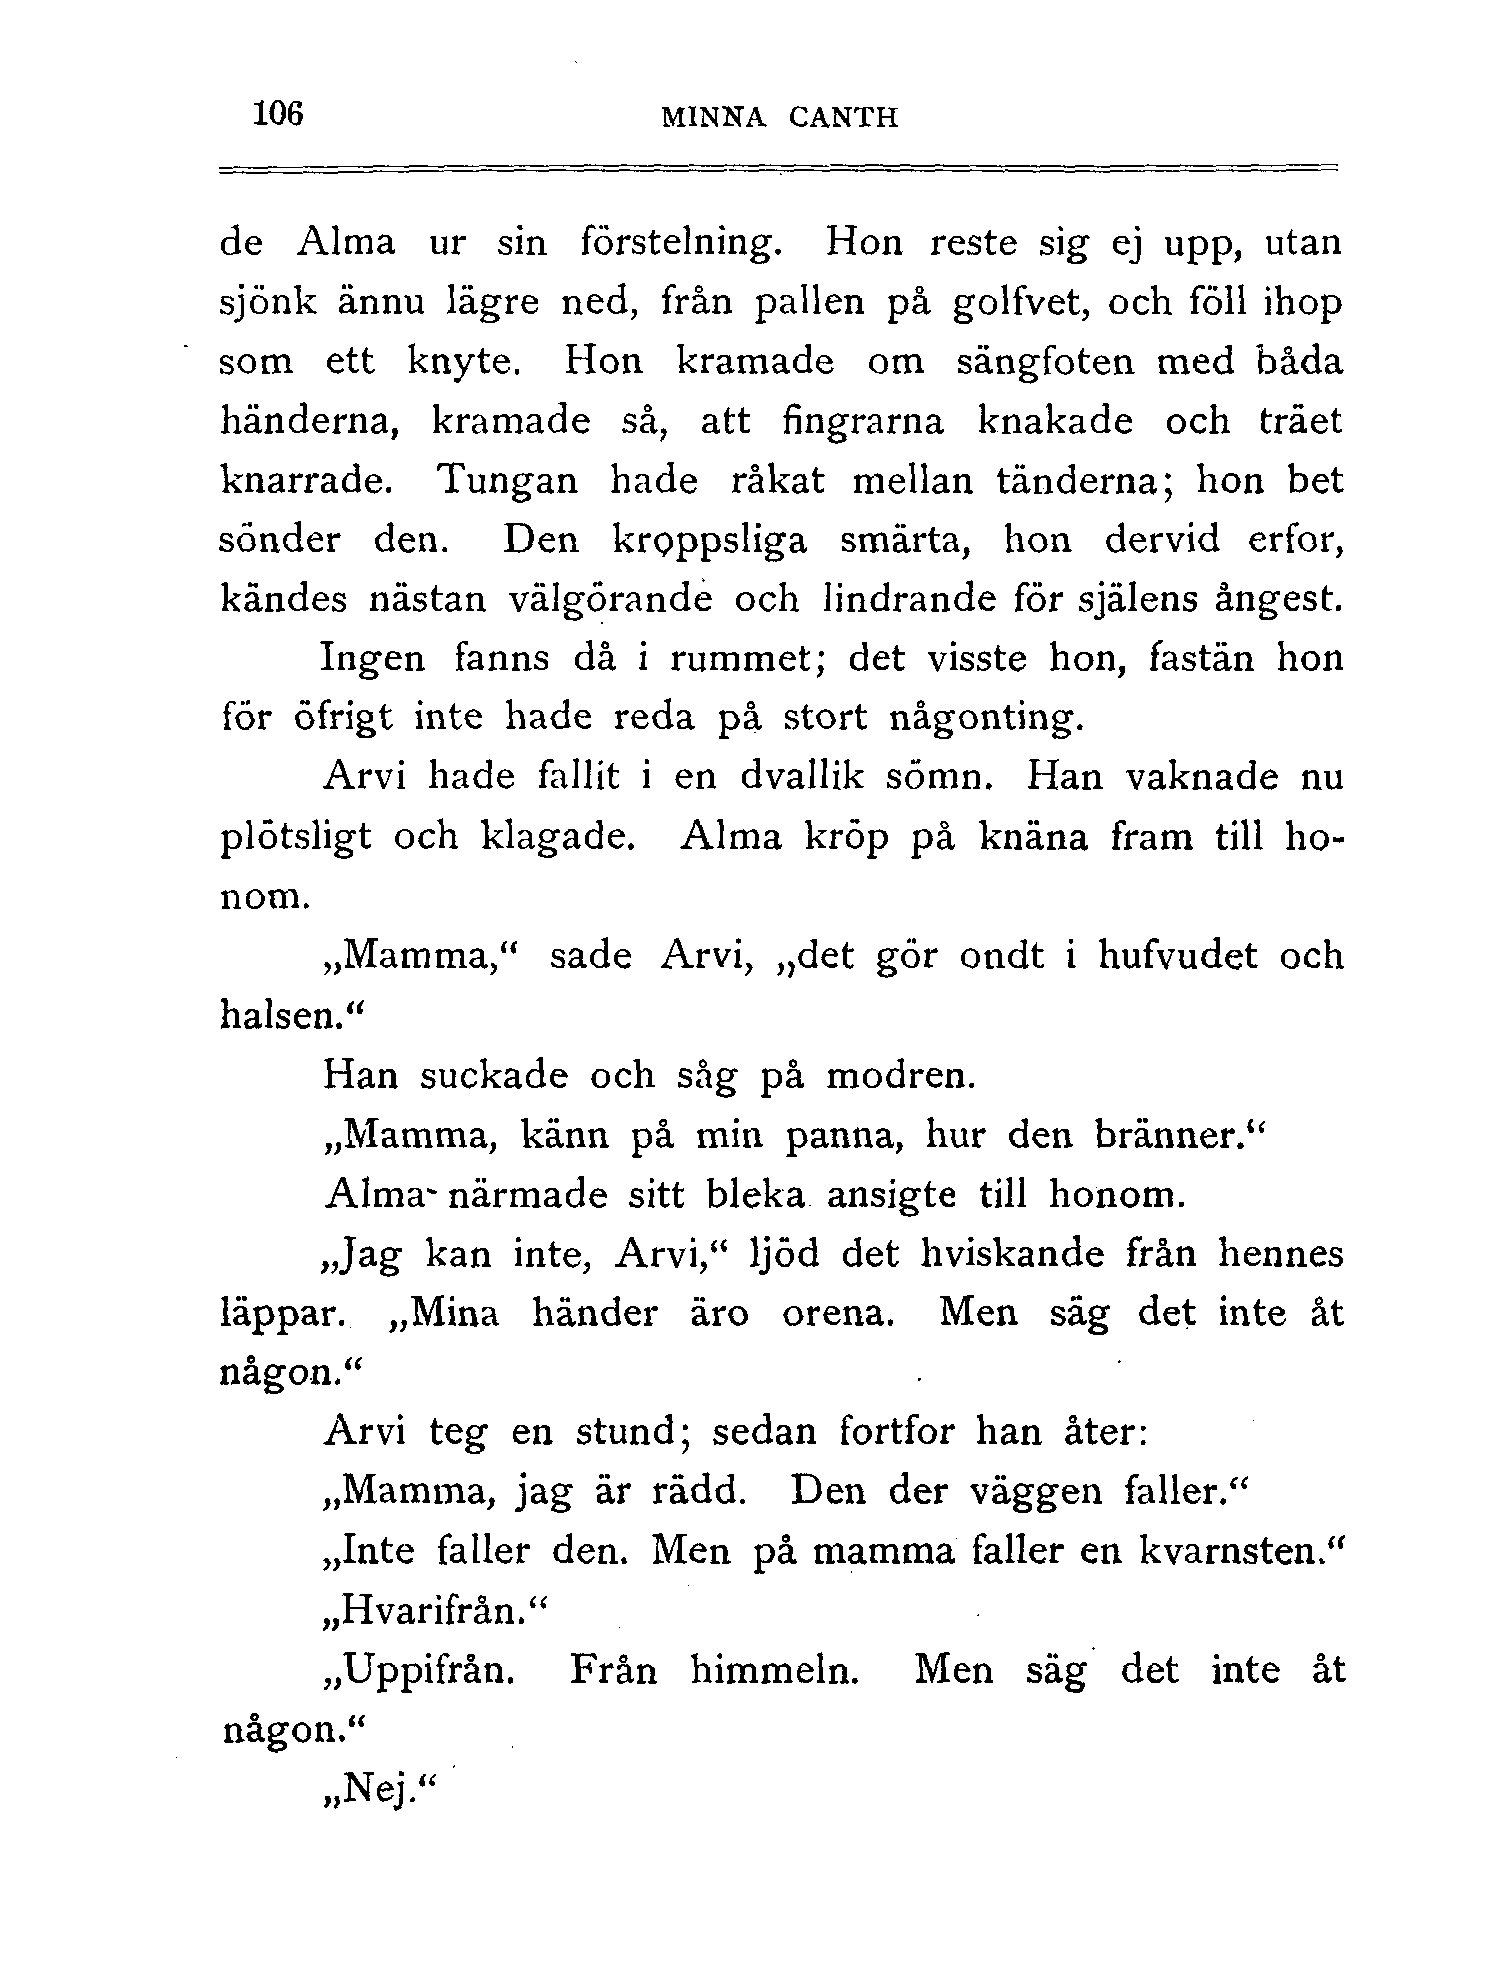 106 MINNA CANTH
de Alma ur sin förstelning. Hon reste sig ej upp, utan
sjönk ännu lägre ned, från pallen på golfvet, och föll ihop
som ett knyte. Hon kramade om sängfoten med båda
händerna, kramade så, att fingrarna knakade och träet
knarrade. Tungan hade råkat mellan tänderna; hon bet
sönder den. Den kroppsliga smärta, hon dervid erfor,
kändes nästan välgörande och lindrande för själens ångest.
Ingen fanns då i rummet; det visste hon, fastän hon
för öfrigt inte hade reda på stort någonting.
Arvi hade fallit i en dvallik sömn. Han vaknade nu
plötsligt och klagade. Alma kröp på knäna fram till ho-
nom.
„Mamma,“ sade Arvi, „det gör ondt i hufvudet och
halsen.“
Han suckade och såg på modren.
„Mamma, känn på min panna, hur den bränner.“
Alma närmade sitt bleka ansigte till honom.
„Jag kan inte, Arvi,“ ljöd det hviskande från hennes
läppar. „Mina händer äro orena. Men säg det inte åt
någon.“
Arvi teg en stund; sedan fortfor han åter:
„Mamma, jag är rädd. Den der väggen faller.“
„Inte faller den. Men på mamma faller en kvarnsten.“
„Hvarifrån.“
„Uppifrån. Från himmeln. Men säg det inte åt
någon.“
„Nej.“